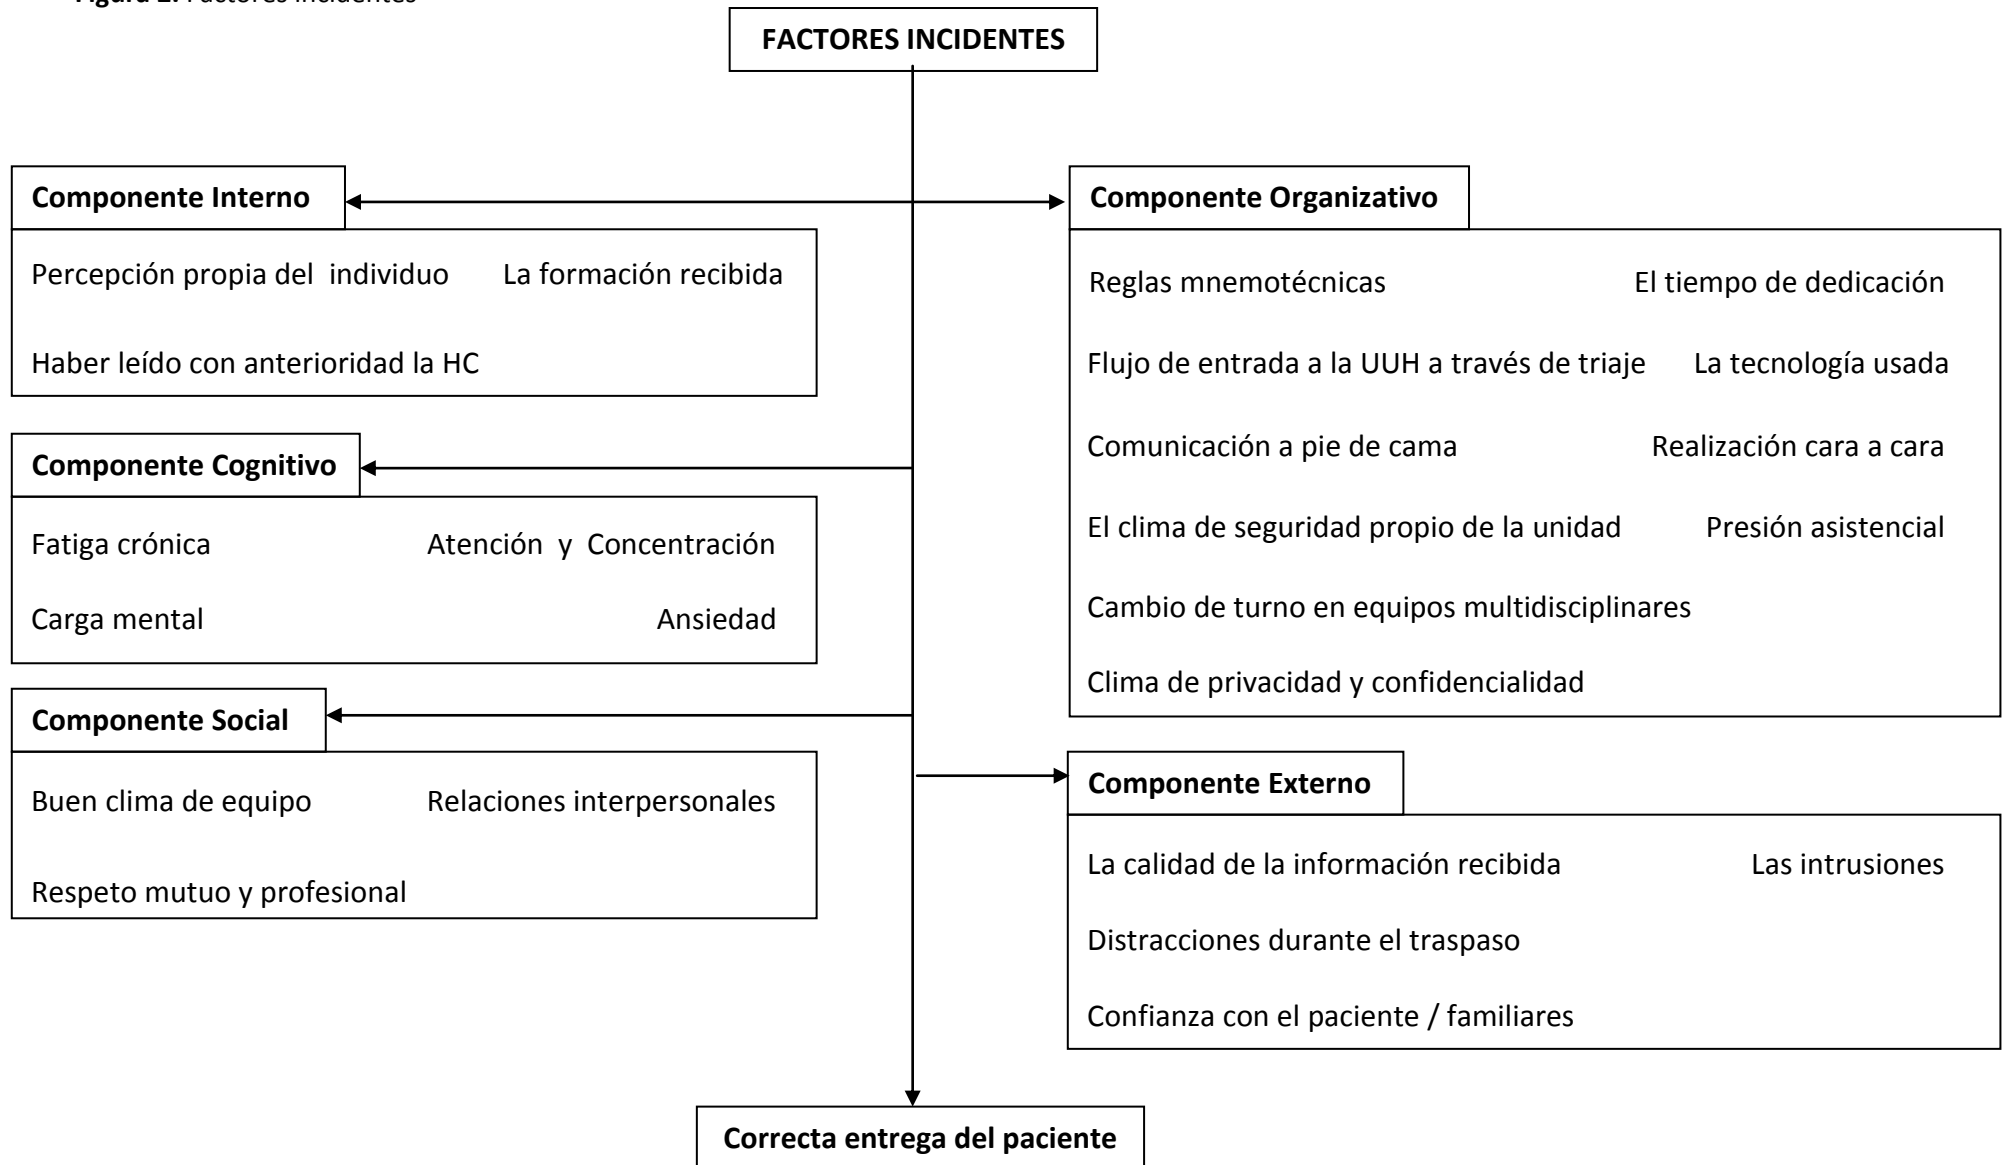 Figura 2. Factores incidentes
FACTORES INCIDENTES
Componente Interno
Percepción propia del individuo La formación recibida
Haber leído con anterioridad la HC
Componente Cognitivo
Fatiga crónica Atención y Concentración
Carga mental Ansiedad
Componente Social
Buen clima de equipo Relaciones interpersonales
Respeto mutuo y profesional
Componente Organizativo
Reglas mnemotécnicas El tiempo de dedicación
Flujo de entrada a la UUH a través de triaje La tecnología usada
Comunicación a pie de cama Realización cara a cara
El clima de seguridad propio de la unidad Presión asistencial
Cambio de turno en equipos multidisciplinares
Clima de privacidad y confidencialidad
Componente Externo
La calidad de la información recibida Las intrusiones
Distracciones durante el traspaso
Confianza con el paciente / familiares
Correcta entrega del paciente